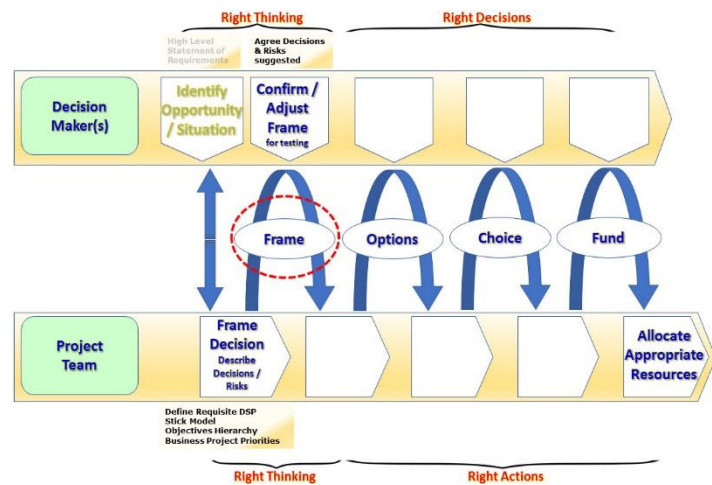 Right Thinking
Right Decisions
High Level
Statement of
Requirements
Agree Decisions
& Risks
suggested
Decision
Maker(s)
Identify
Opportunity
/ Situation
Confirm /
Adjust
Frame
for testing
Frame
Options
Choice
Fund
Project
Team
Frame
Decision
Describe
Decisions /
Risks
Allocate
Appropriate
Resources
Define Requisite DSP
Stick Model
Objectives Hierarchy
Business Project Priorities
Right Thinking
Right Actions